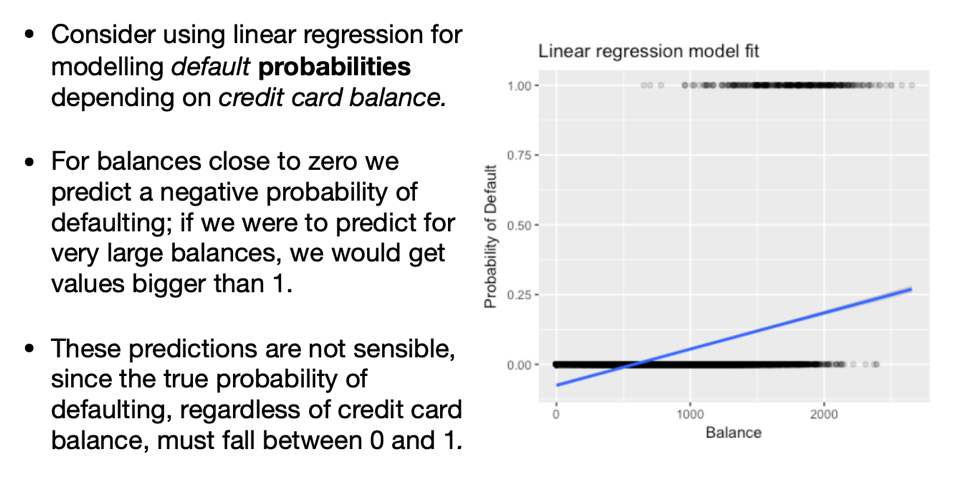 • Consider using linear regression for
modelling default probabilities
depending on credit card balance.
• For balances close to zero we
predict a negative probability of
defaulting; if we were to predict for
very large balances, we would get
values bigger than 1.
• These predictions are not sensible,
since the true probability of
defaulting, regardless of credit card
balance, must fall between 0 and 1.
Linear regression model fit
Probability of Default
1.00
0.75
0.50
0.25
0.00
0 1000 2000
Balance